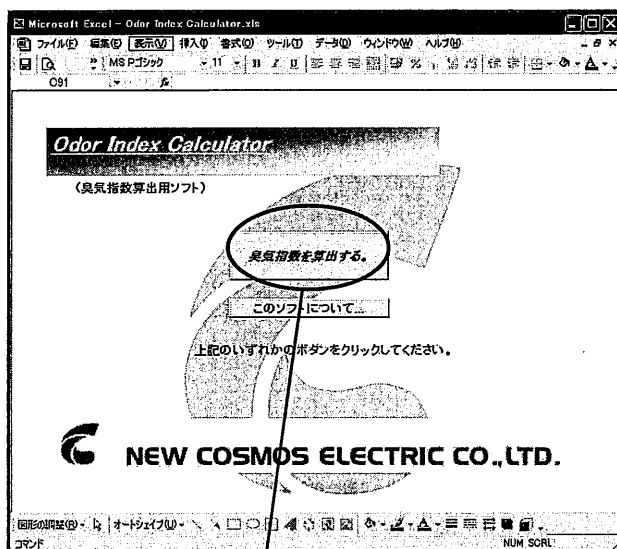 Microsoft Excel - Odor Index Calculator.xls
ファイル(F) 編集(E) 表示(V) 挿入(I) 書式(O) ツール(T) データ(D) ウィンドウ(W) ヘルプ(H)
MS Pゴシック 11 B I U
O91 fx
Odor Index Calculator
(臭気指数算出用ソフト)
臭気指数を算出する。
このソフトについて...
上記のいずれかのボタンをクリックしてください。
NEW COSMOS ELECTRIC CO.,LTD.
図形の調整(R) オートシェイプ(U)
コマンド NUM SCRL